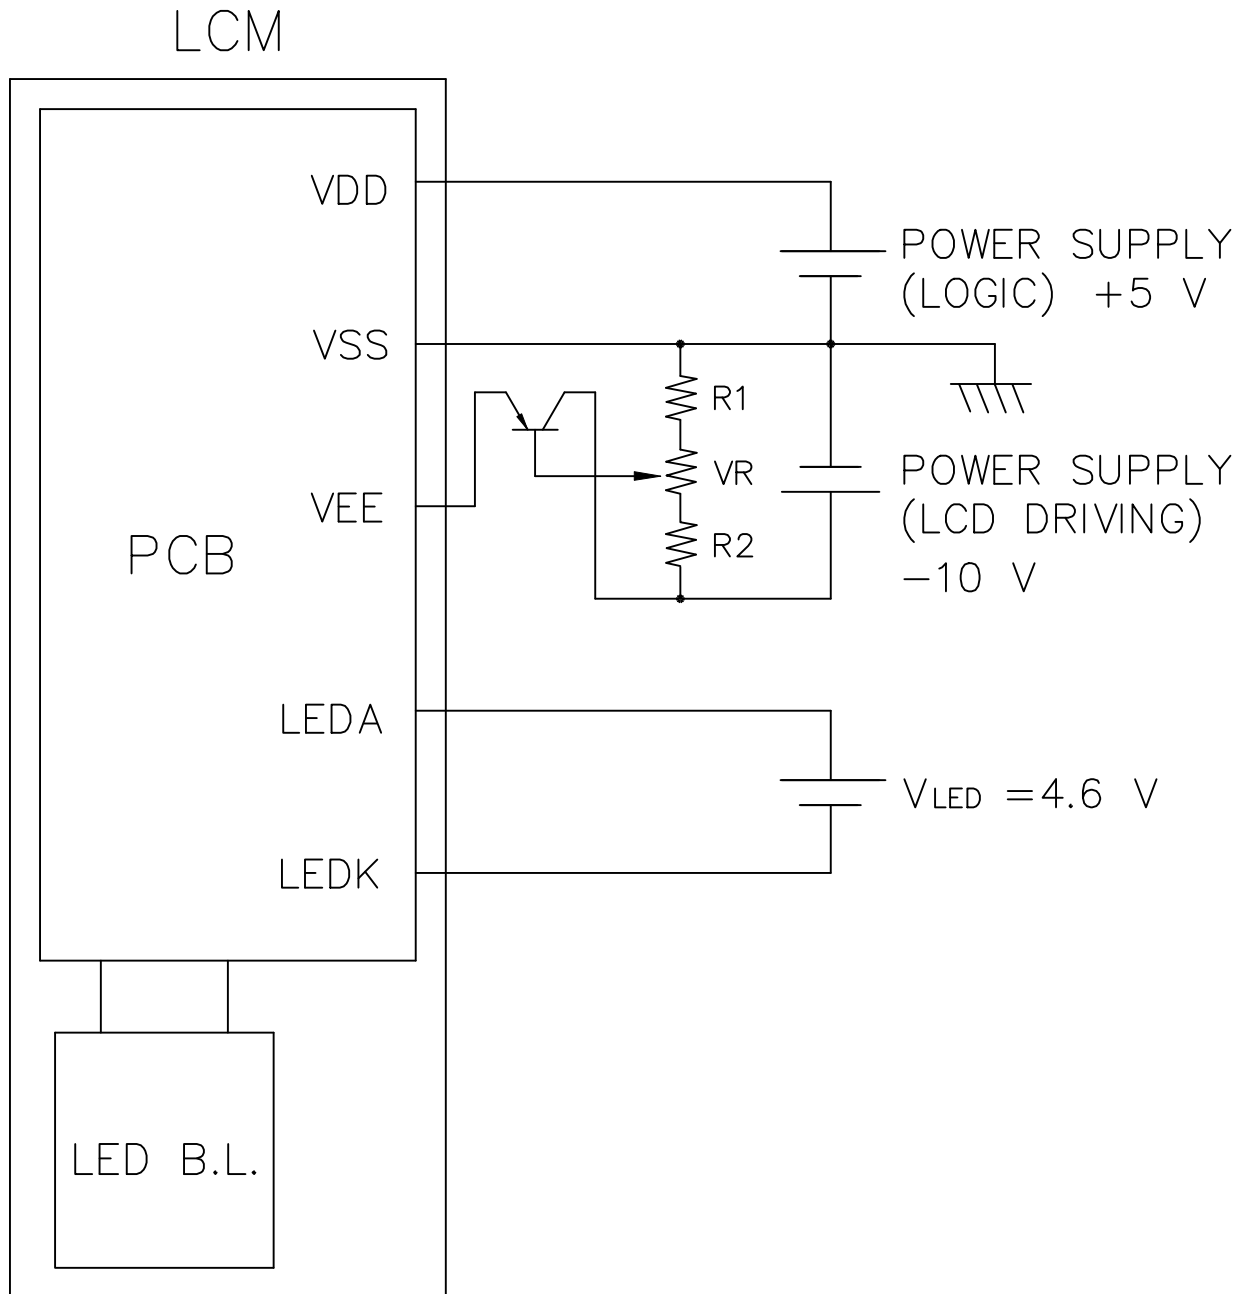 LCM
VDD
POWER SUPPLY
(LOGIC) +5 V
VSS
R1
VR
POWER SUPPLY
(LCD DRIVING)
-10 V
VEE
R2
PCB
LEDA
VLED =4.6 V
LEDK
LED B.L.